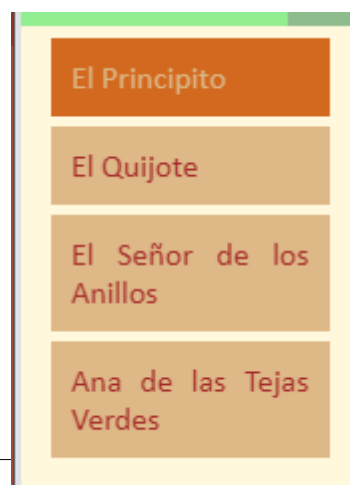 El Principito
El Quijote
El Señor de los
Anillos
Ana de las Tejas
Verdes